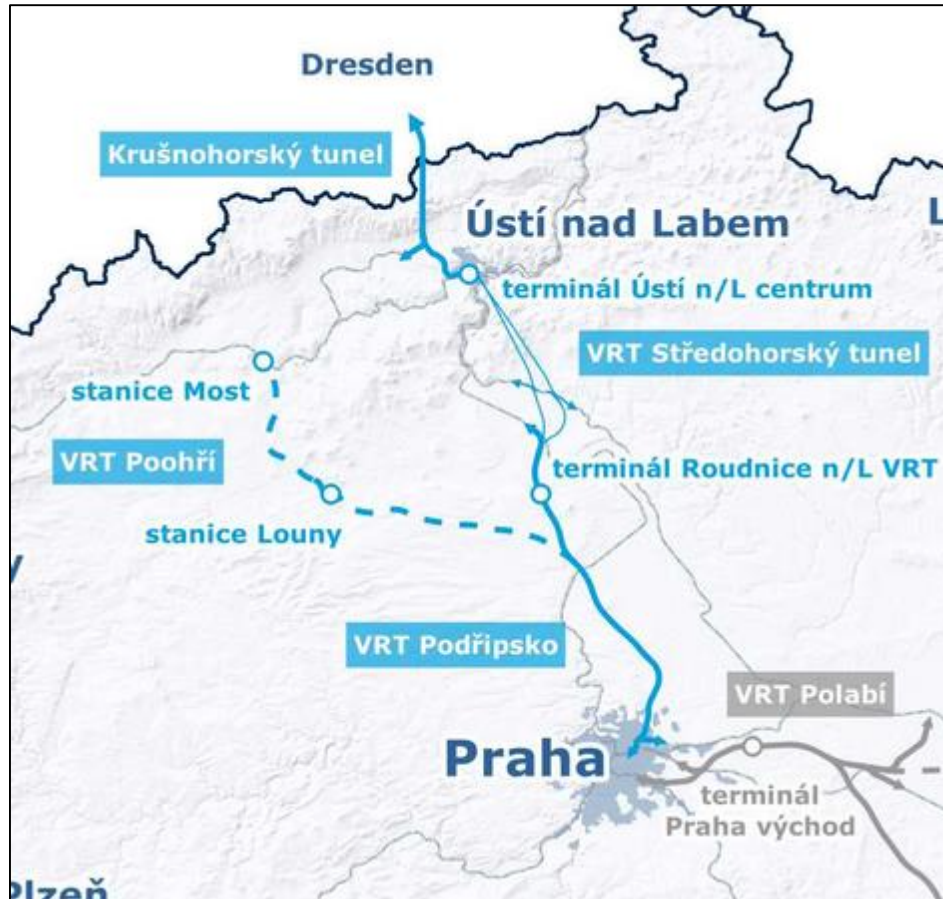 Dresden
Krušnohorský tunel
Ústí nad Labem
L
terminál Ústí n/L centrum
VRT Středohorský tunel
stanice Most
VRT Poohří
terminál Roudnice n/L VRT
stanice Louny
y
VRT Podřipsko
VRT Polabí
Praha
terminál
Praha východ
Plzeň